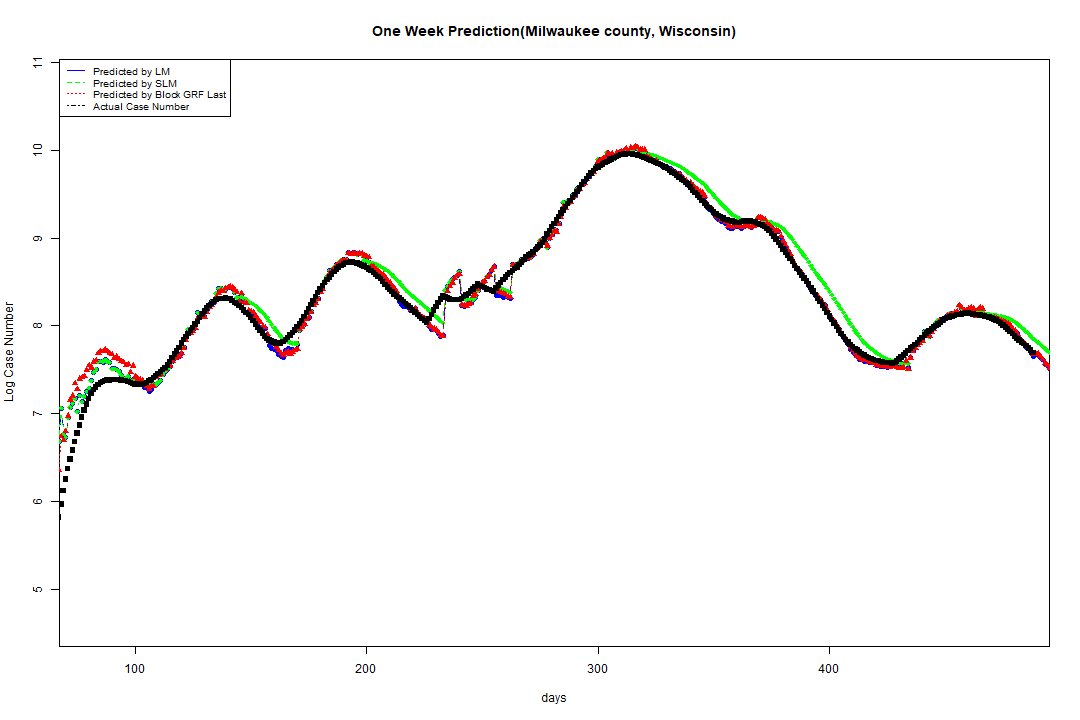 One Week Prediction(Milwaukee county, Wisconsin)
11
Predicted by LM
Predicted by SLM
Predicted by Block GRF Last
Actual Case Number
10
9
8
7
6
5
Log Case Number
100 200 300 400
days